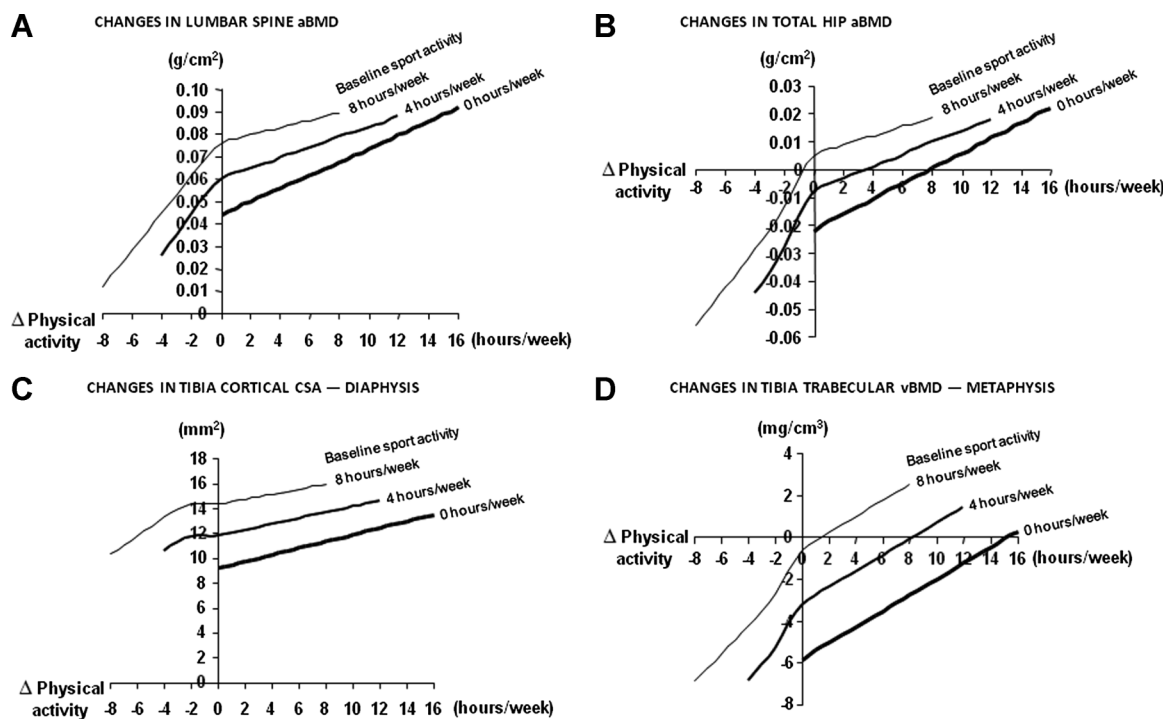 A
CHANGES IN LUMBAR SPINE aBMD
(g/cm²)
Baseline sport activity
8 hours/week
4 hours/week
0 hours/week
0.10
0.09
0.08
0.07
0.06
0.05
0.04
0.03
0.02
0.01
0
Δ Physical activity
-8 -6 -4 -2 0 2 4 6 8 10 12 14 16 (hours/week)
B
CHANGES IN TOTAL HIP aBMD
(g/cm²)
Baseline sport activity
8 hours/week
4 hours/week
0 hours/week
0.03
0.02
0.01
0
-0.01
-0.02
-0.03
-0.04
-0.05
-0.06
Δ Physical activity
-8 -6 -4 -2 0 2 4 6 8 10 12 14 16 (hours/week)
C
CHANGES IN TIBIA CORTICAL CSA — DIAPHYSIS
(mm²)
Baseline sport activity
8 hours/week
4 hours/week
0 hours/week
18
16
14
12
10
8
6
4
2
0
Δ Physical activity
-8 -6 -4 -2 0 2 4 6 8 10 12 14 16 (hours/week)
D
CHANGES IN TIBIA TRABECULAR vBMD — METAPHYSIS
(mg/cm³)
Baseline sport activity
8 hours/week
4 hours/week
0 hours/week
4
2
0
-2
-4
-6
-8
Δ Physical activity
-8 -6 -4 -2 0 2 4 6 8 10 12 14 16 (hours/week)